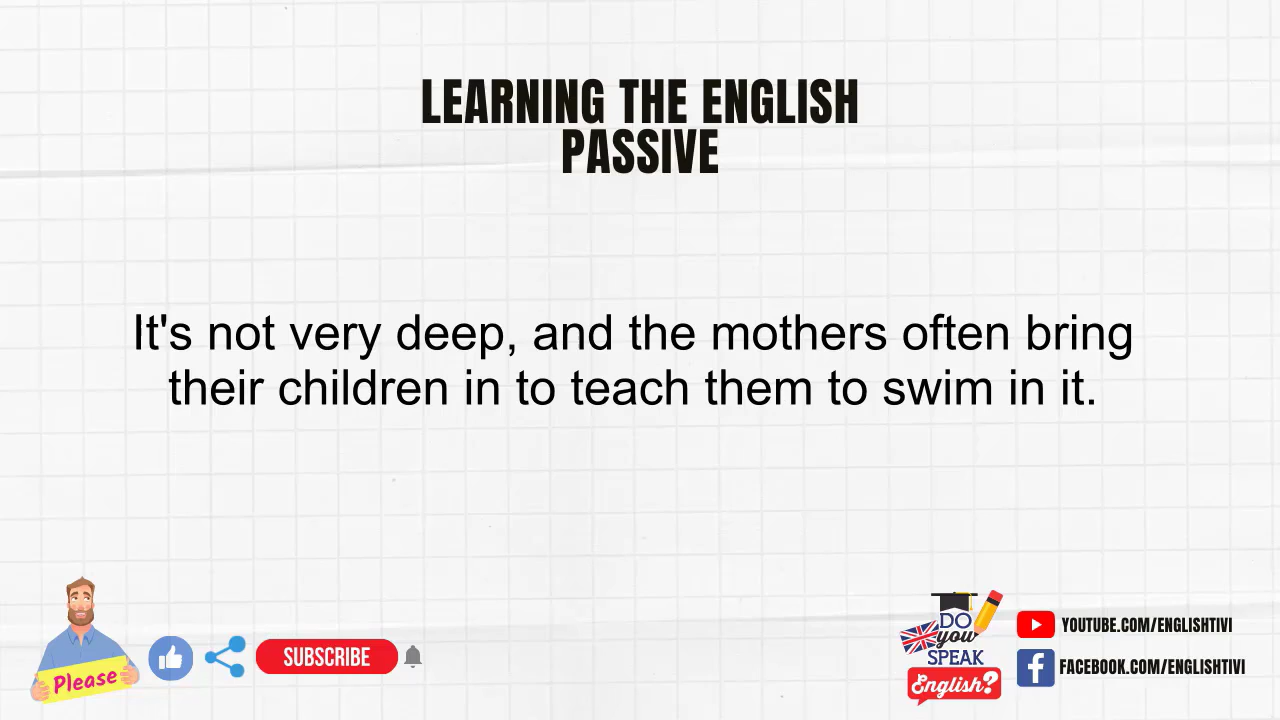 LEARNING THE ENGLISH
PASSIVE
It's not very deep, and the mothers often bring
their children in to teach them to swim in it.
Please
SUBSCRIBE
DO
you
SPEAK
English?
YOUTUBE.COM/ENGLISHTIVI
FACEBOOK.COM/ENGLISHTIVI